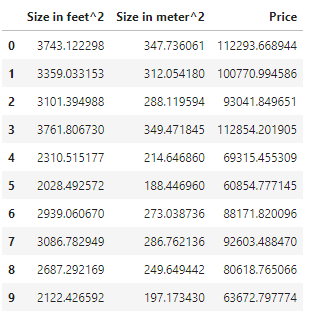 Size in feet^2 Size in meter^2 Price
0 3743.122298 347.736061 112293.668944
1 3359.033153 312.054180 100770.994586
2 3101.394988 288.119594 93041.849651
3 3761.806730 349.471845 112854.201905
4 2310.515177 214.646860 69315.455309
5 2028.492572 188.446960 60854.777145
6 2939.060670 273.038736 88171.820096
7 3086.782949 286.762136 92603.488470
8 2687.292169 249.649442 80618.765066
9 2122.426592 197.173430 63672.797774